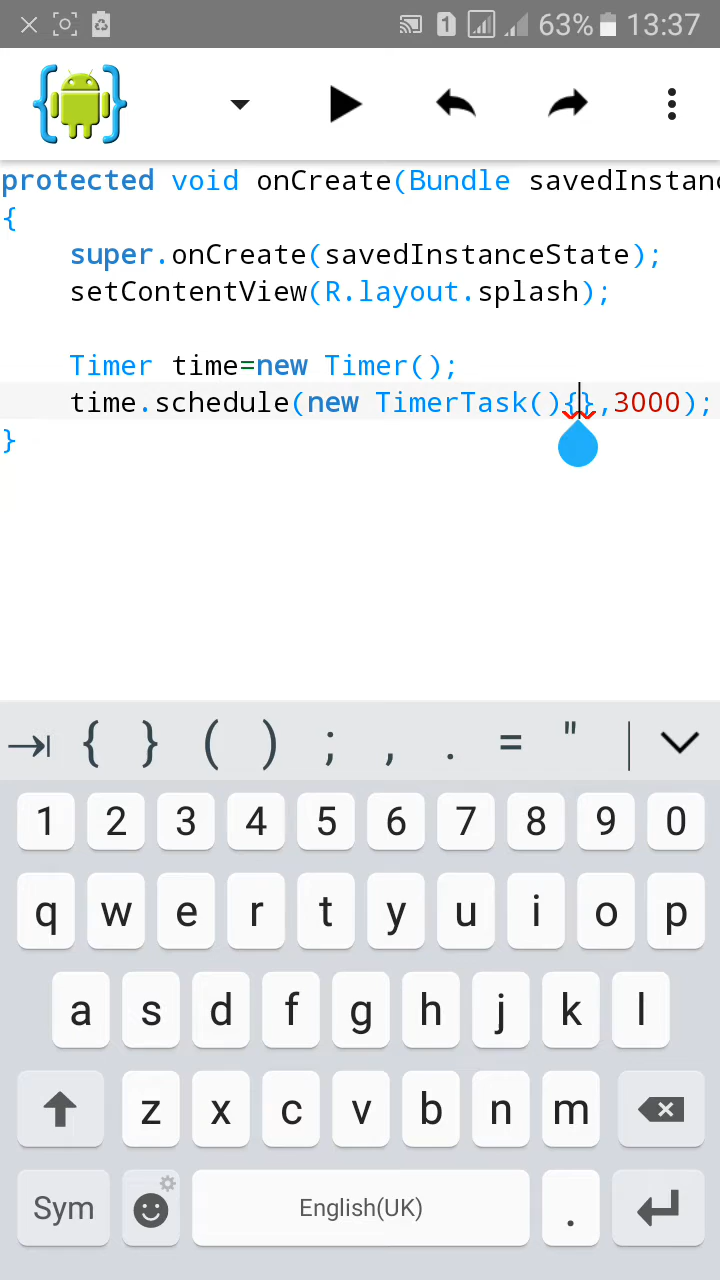 1 63% 13:37
protected void onCreate(Bundle savedInstanc
{
super.onCreate(savedInstanceState);
setContentView(R.layout.splash);
Timer time=new Timer();
time.schedule(new TimerTask(){},3000);
}
{ } ( ) ; , . = "
1 2 3 4 5 6 7 8 9 0
q w e r t y u i o p
a s d f g h j k l
z x c v b n m
Sym English(UK) .